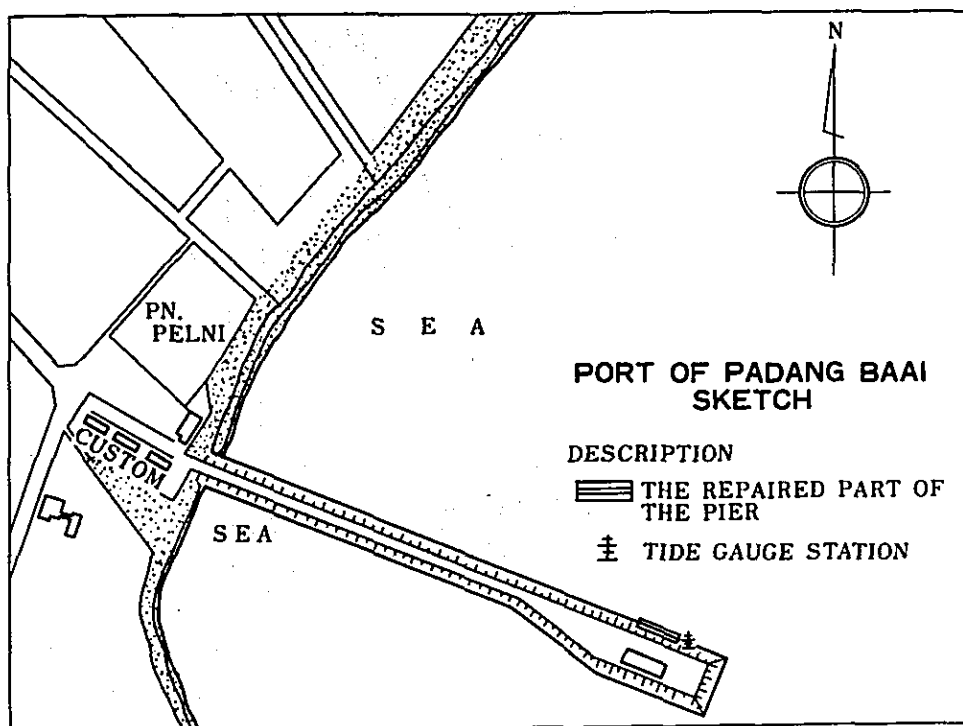 N
PN.
PELNI
S E A
PORT OF PADANG BAAI
SKETCH
CUSTOM
DESCRIPTION
THE REPAIRED PART OF
THE PIER
SEA
TIDE GAUGE STATION